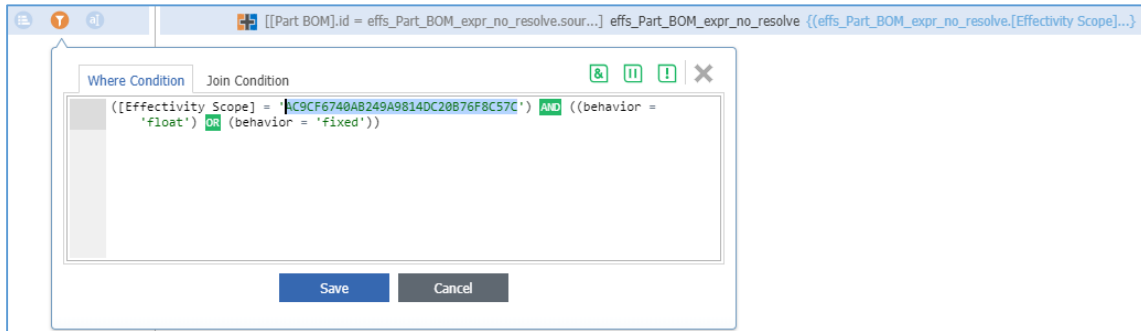 [[Part BOM].id = effs_Part_BOM_expr_no_resolve.sour...] effs_Part_BOM_expr_no_resolve {(effs_Part_BOM_expr_no_resolve.[Effectivity Scope]...}
Where Condition Join Condition
([Effectivity Scope] = 'AC9CF6740AB249A9814DC20B76F8C57C') AND ((behavior =
'float') OR (behavior = 'fixed'))
Save Cancel